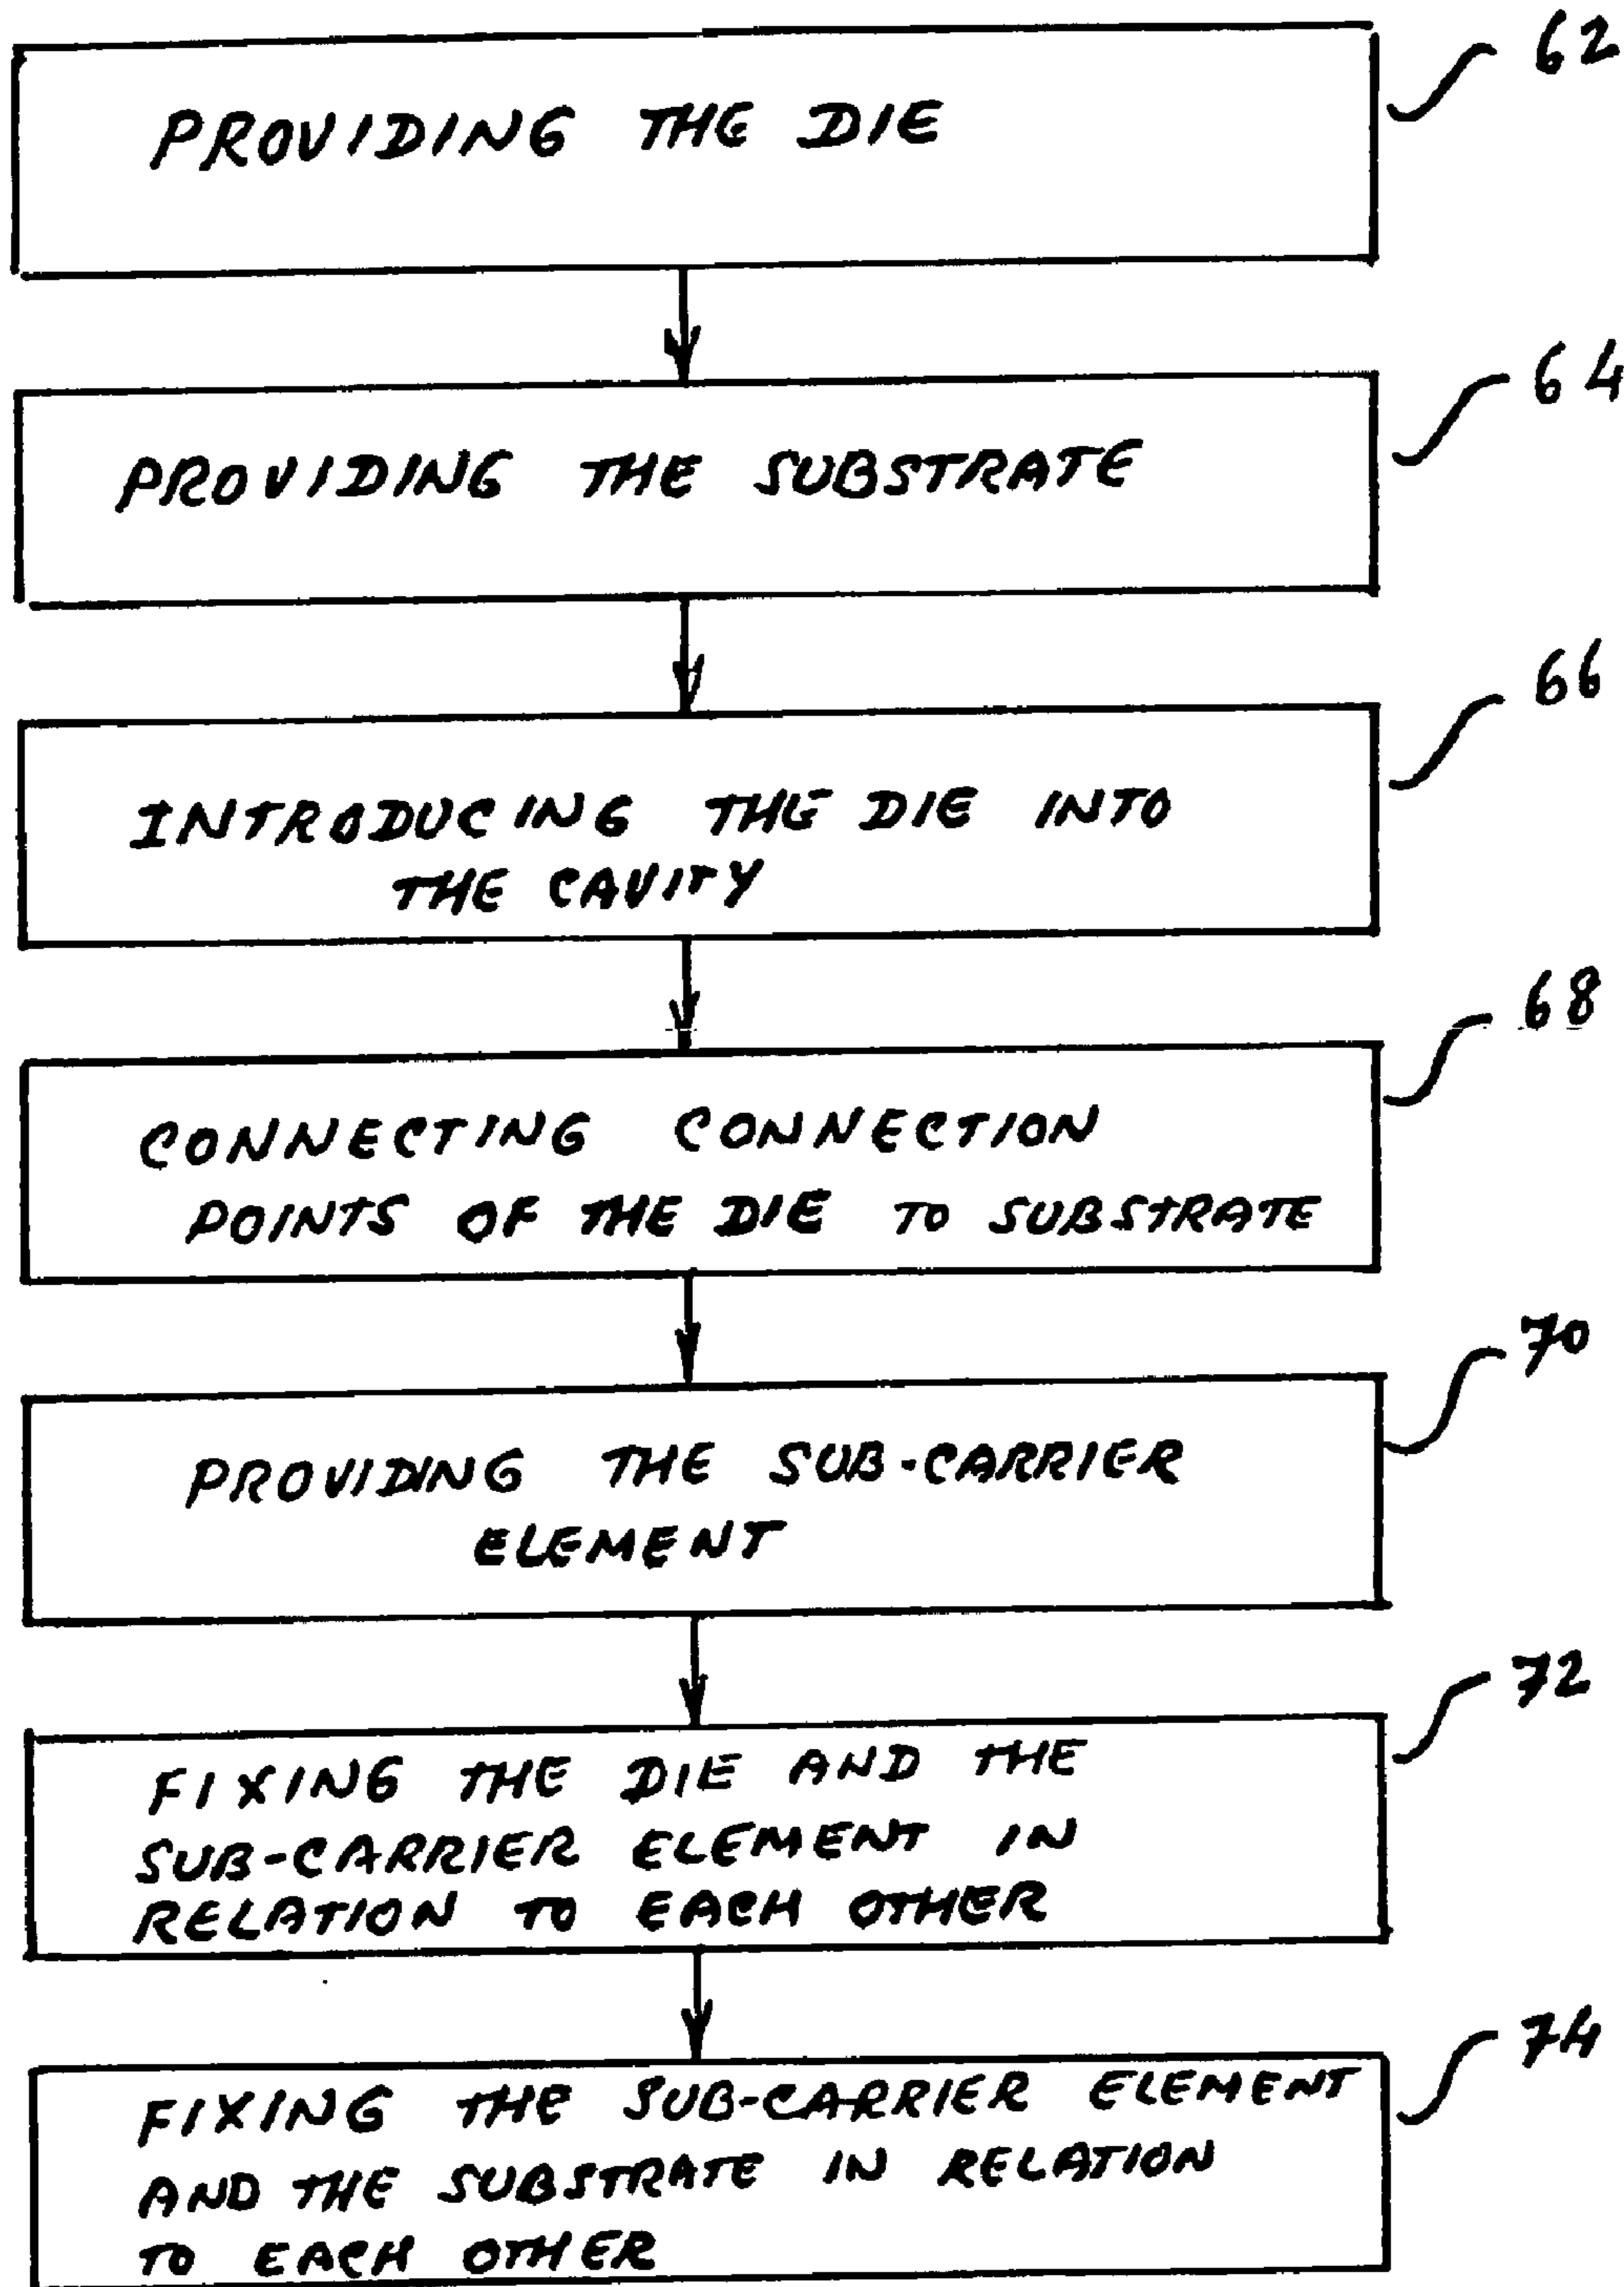 62
PROVIDING THE DIE
64
PROVIDING THE SUBSTRATE
66
INTRODUCING THE DIE INTO
THE CAVITY
68
CONNECTING CONNECTION
POINTS OF THE DIE TO SUBSTRATE
70
PROVIDING THE SUB-CARRIER
ELEMENT
72
FIXING THE DIE AND THE
SUB-CARRIER ELEMENT IN
RELATION TO EACH OTHER
74
FIXING THE SUB-CARRIER ELEMENT
AND THE SUBSTRATE IN RELATION
TO EACH OTHER